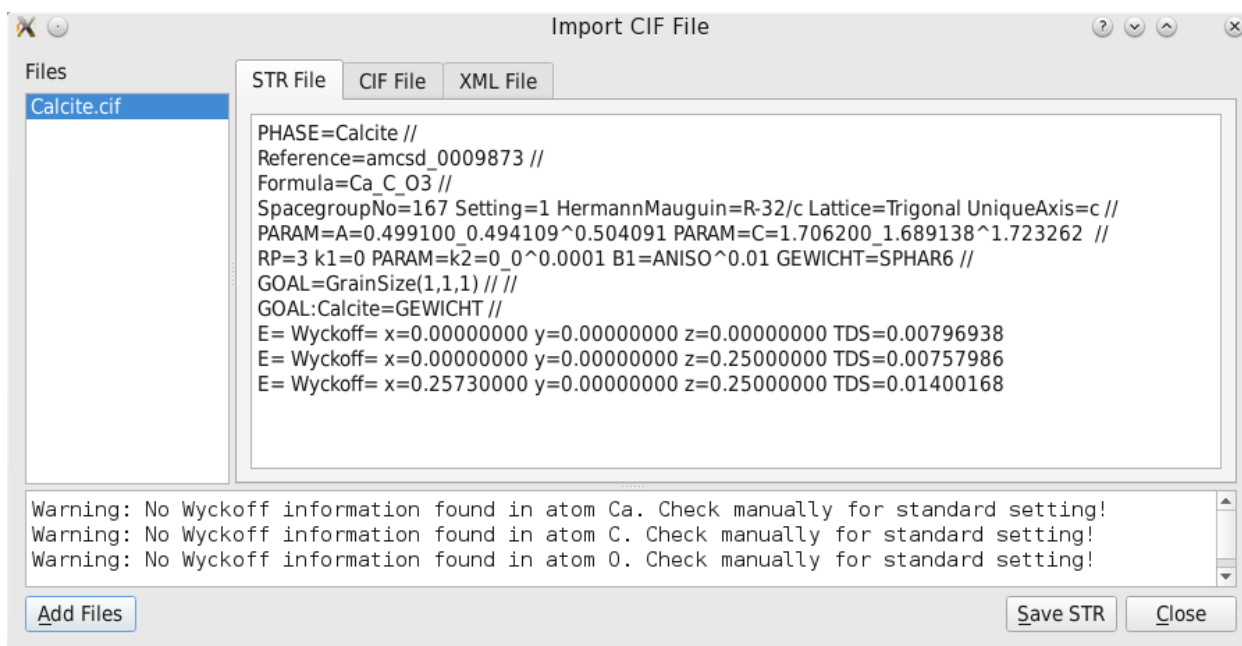 Import CIF File
Files
Calcite.cif
STR File
CIF File
XML File
PHASE=Calcite //
Reference=amcsd_0009873 //
Formula=Ca_C_O3 //
SpacegroupNo=167 Setting=1 HermannMauguin=R-32/c Lattice=Trigonal UniqueAxis=c //
PARAM=A=0.499100_0.494109^0.504091 PARAM=C=1.706200_1.689138^1.723262  //
RP=3 k1=0 PARAM=k2=0_0^0.0001 B1=ANISO^0.01 GEWICHT=SPHAR6 //
GOAL=GrainSize(1,1,1) // //
GOAL:Calcite=GEWICHT //
E= Wyckoff= x=0.00000000 y=0.00000000 z=0.00000000 TDS=0.00796938
E= Wyckoff= x=0.00000000 y=0.00000000 z=0.25000000 TDS=0.00757986
E= Wyckoff= x=0.25730000 y=0.00000000 z=0.25000000 TDS=0.01400168
Warning: No Wyckoff information found in atom Ca. Check manually for standard setting!
Warning: No Wyckoff information found in atom C. Check manually for standard setting!
Warning: No Wyckoff information found in atom O. Check manually for standard setting!
Add Files
Save STR
Close